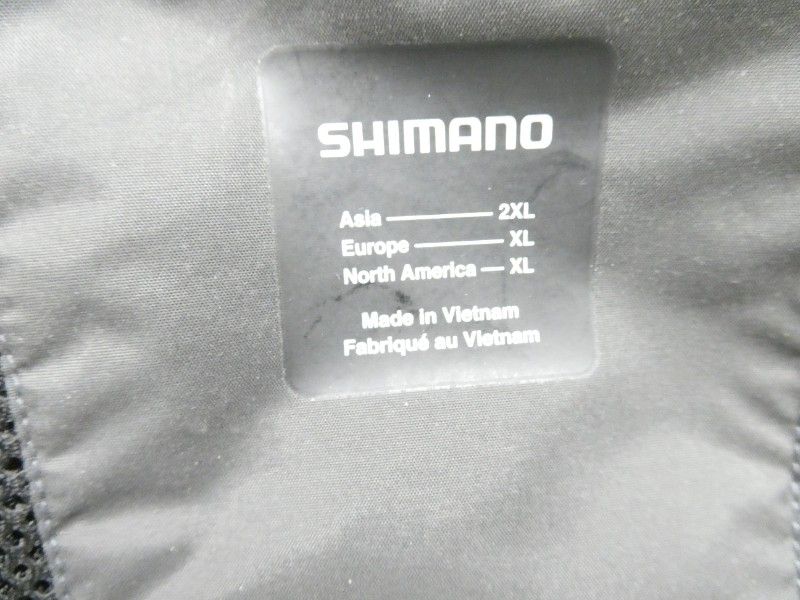 SHIMANO
Asia — 2XL
Europe — XL
North America — XL
Made in Vietnam
Fabriqué au Vietnam